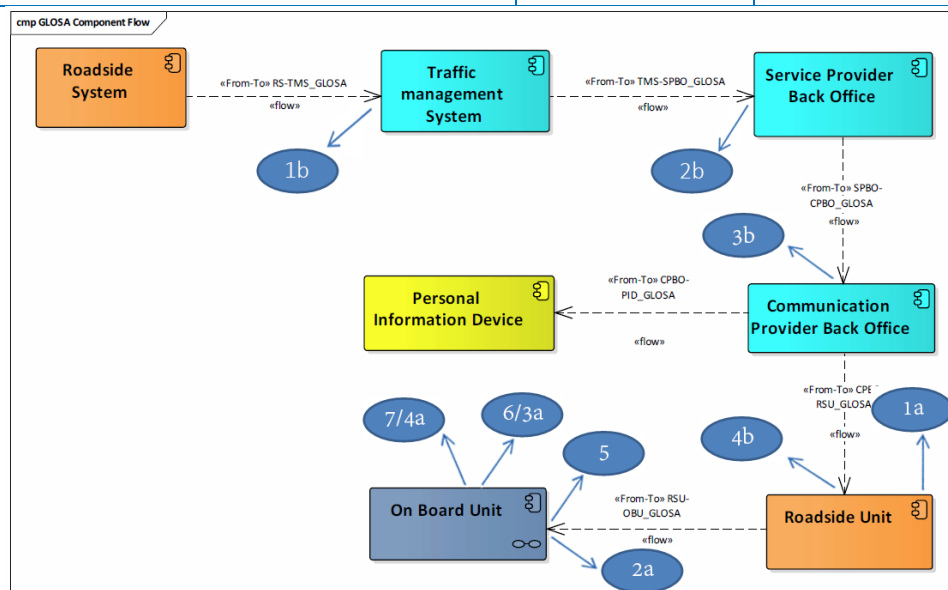 cmp GLOSA Component Flow
Roadside
System
«From-To» RS-TMS_GLOSA
«flow»
Traffic
management
System
«From-To» TMS-SPBO_GLOSA
«flow»
Service Provider
Back Office
1b
2b
«From-To» SPBO-
CPBO_GLOSA
«flow»
3b
Personal
Information Device
«From-To» CPBO-
PID_GLOSA
«flow»
Communication
Provider Back Office
«From-To»
RSU_GLOSA
«flow»
1a
7/4a
6/3a
5
4b
On Board Unit
«From-To» RSU-
OBU_GLOSA
«flow»
Roadside Unit
2a